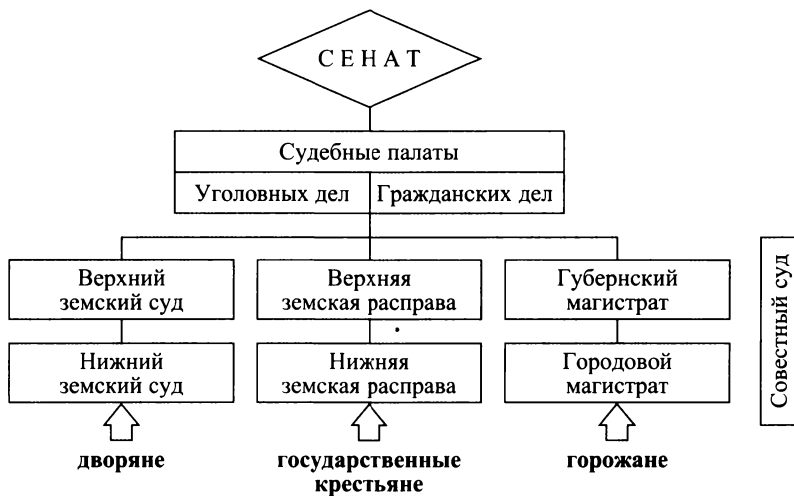 СЕНАТ
Судебные палаты
Уголовных дел
Гражданских дел
Верхний
земский суд
Верхняя
земская расправа
Губернский
магистрат
Нижний
земский суд
Нижняя
земская расправа
Городовой
магистрат
Совестный суд
дворяне
государственные
крестьяне
горожане